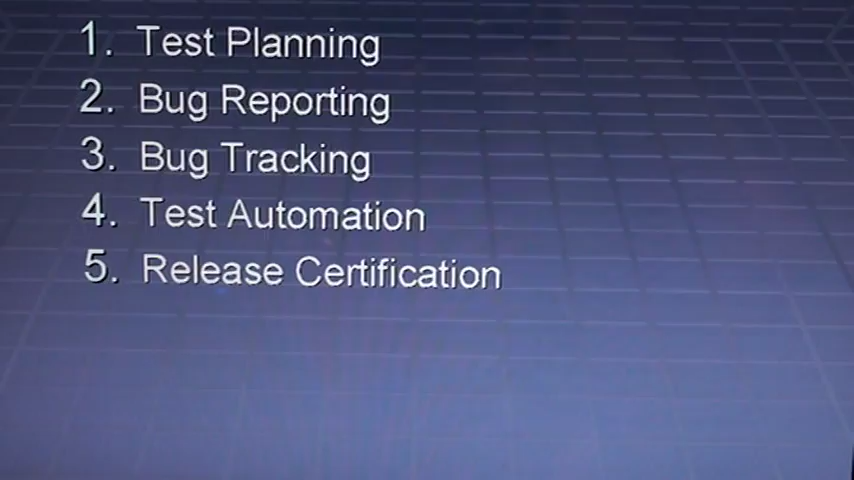 1. Test Planning
2. Bug Reporting
3. Bug Tracking
4. Test Automation
5. Release Certification